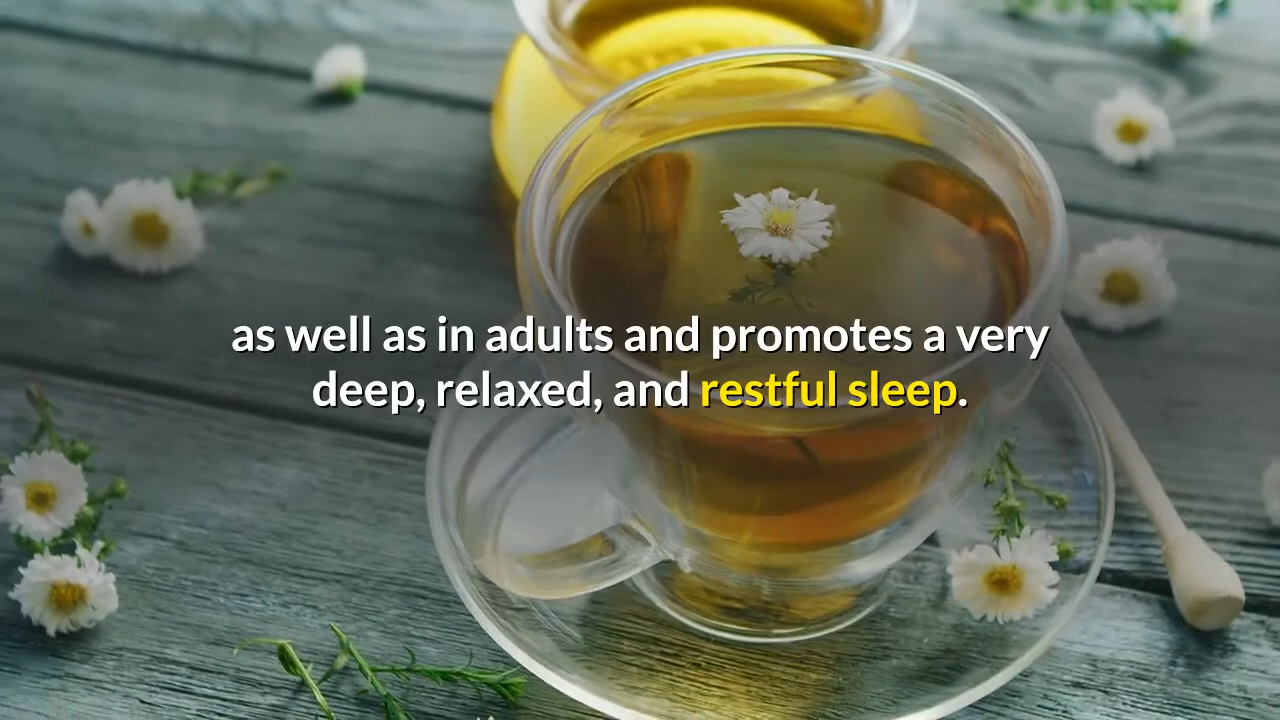 as well as in adults and promotes a very
deep, relaxed, and restful sleep.